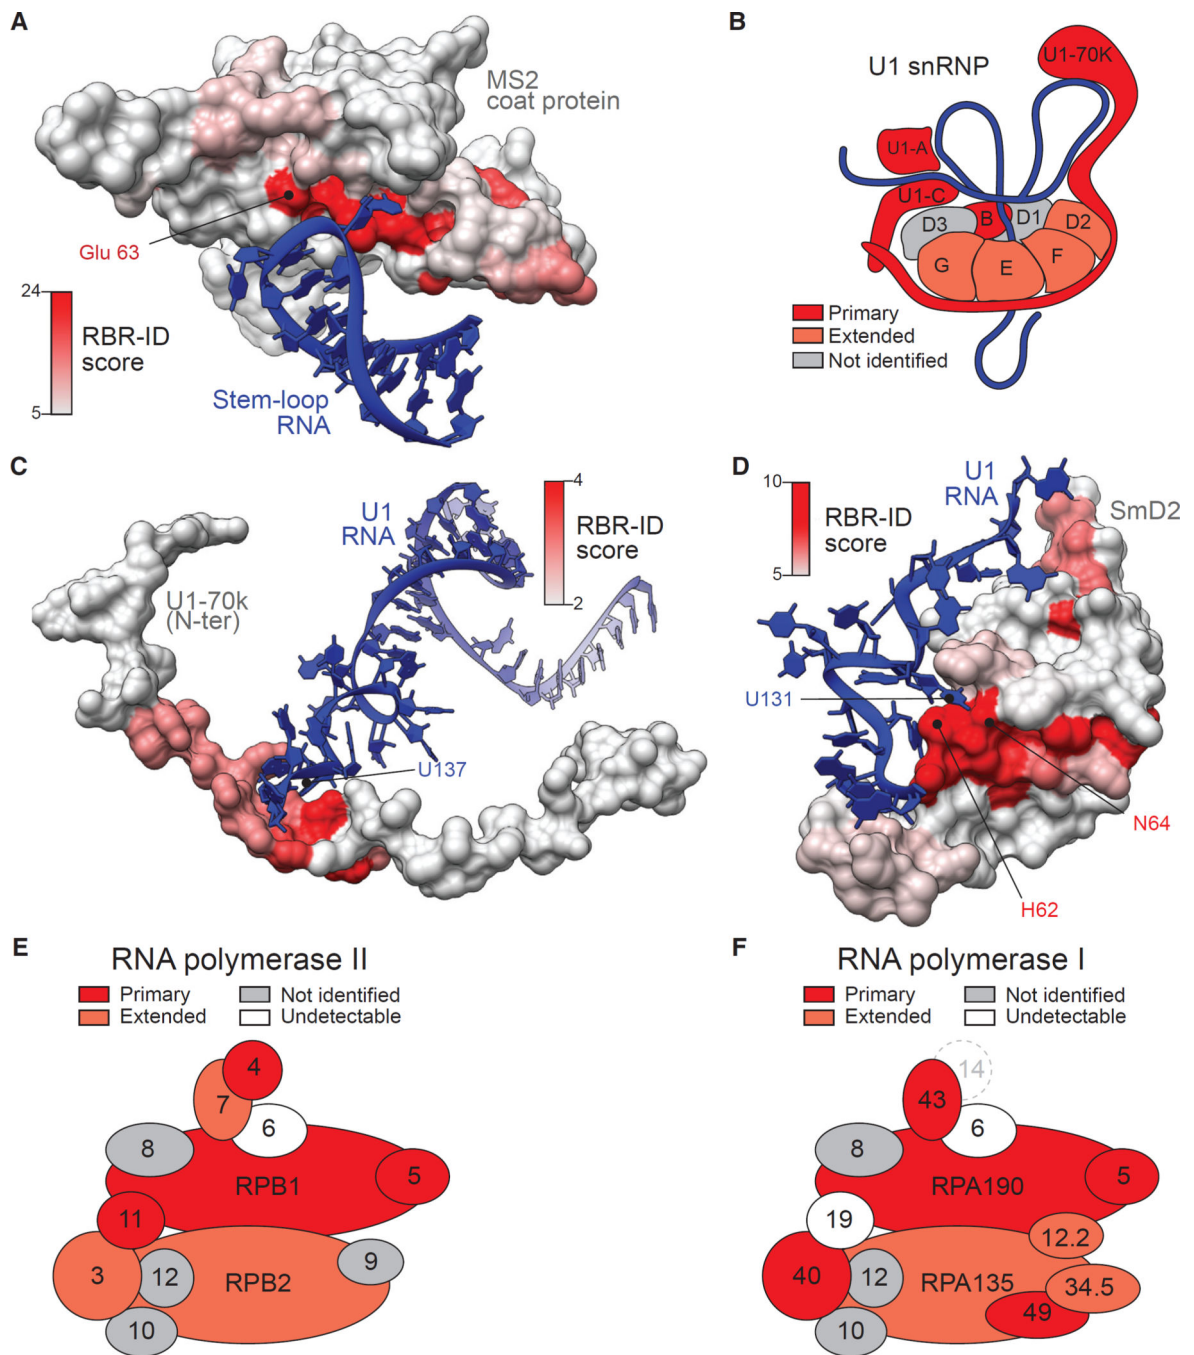 A
MS2
coat protein
Glu 63
24
RBR-ID
score
5
Stem-loop
RNA
B
U1 snRNP
U1-70K
U1-A
U1-C
D3
B
D1
D2
G
E
F
Primary
Extended
Not identified
C
U1
RNA
4
RBR-ID
score
2
U1-70k
(N-ter)
U137
D
10
RBR-ID
score
5
U1
RNA
SmD2
U131
N64
H62
E
RNA polymerase II
Primary
Not identified
Extended
Undetectable
4
7
6
8
RPB1
5
11
3
12
RPB2
9
10
F
RNA polymerase I
Primary
Not identified
Extended
Undetectable
14
43
6
8
RPA190
5
19
12.2
40
12
RPA135
34.5
49
10